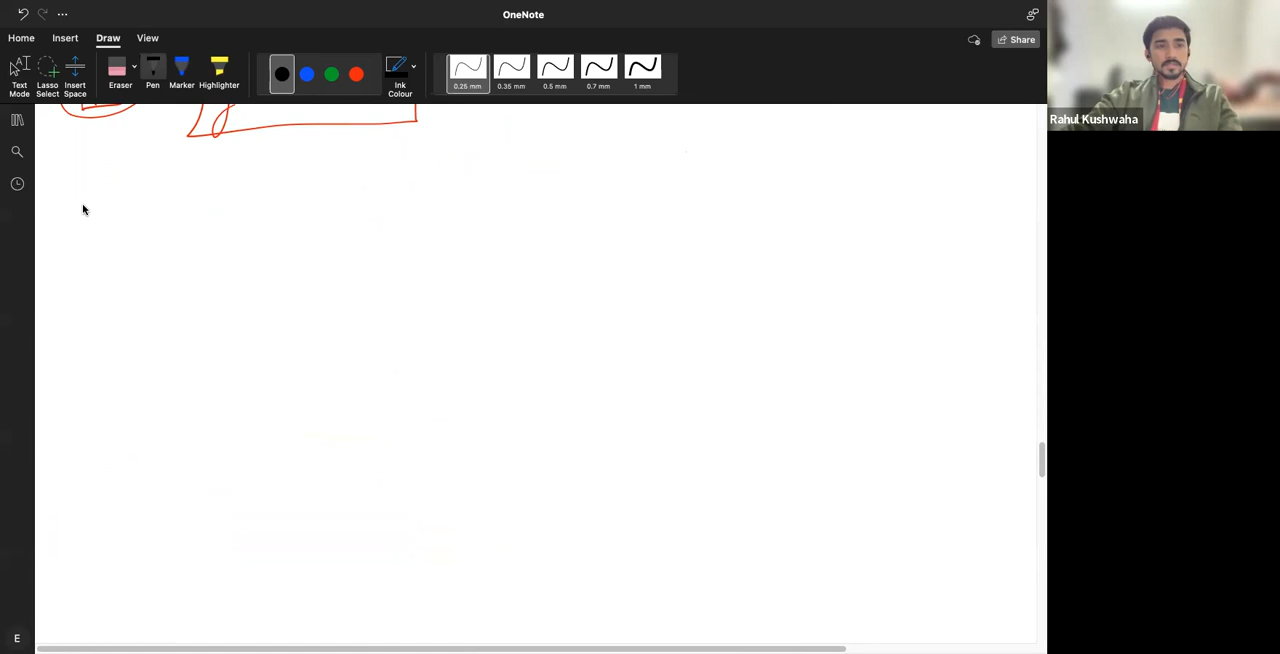 OneNote
Home Insert Draw View
Share
Text Mode
Lasso Select
Insert Space
Eraser
Pen
Marker
Highlighter
Ink Colour
0.25 mm
0.35 mm
0.5 mm
0.7 mm
1 mm
Rahul Kushwaha
E